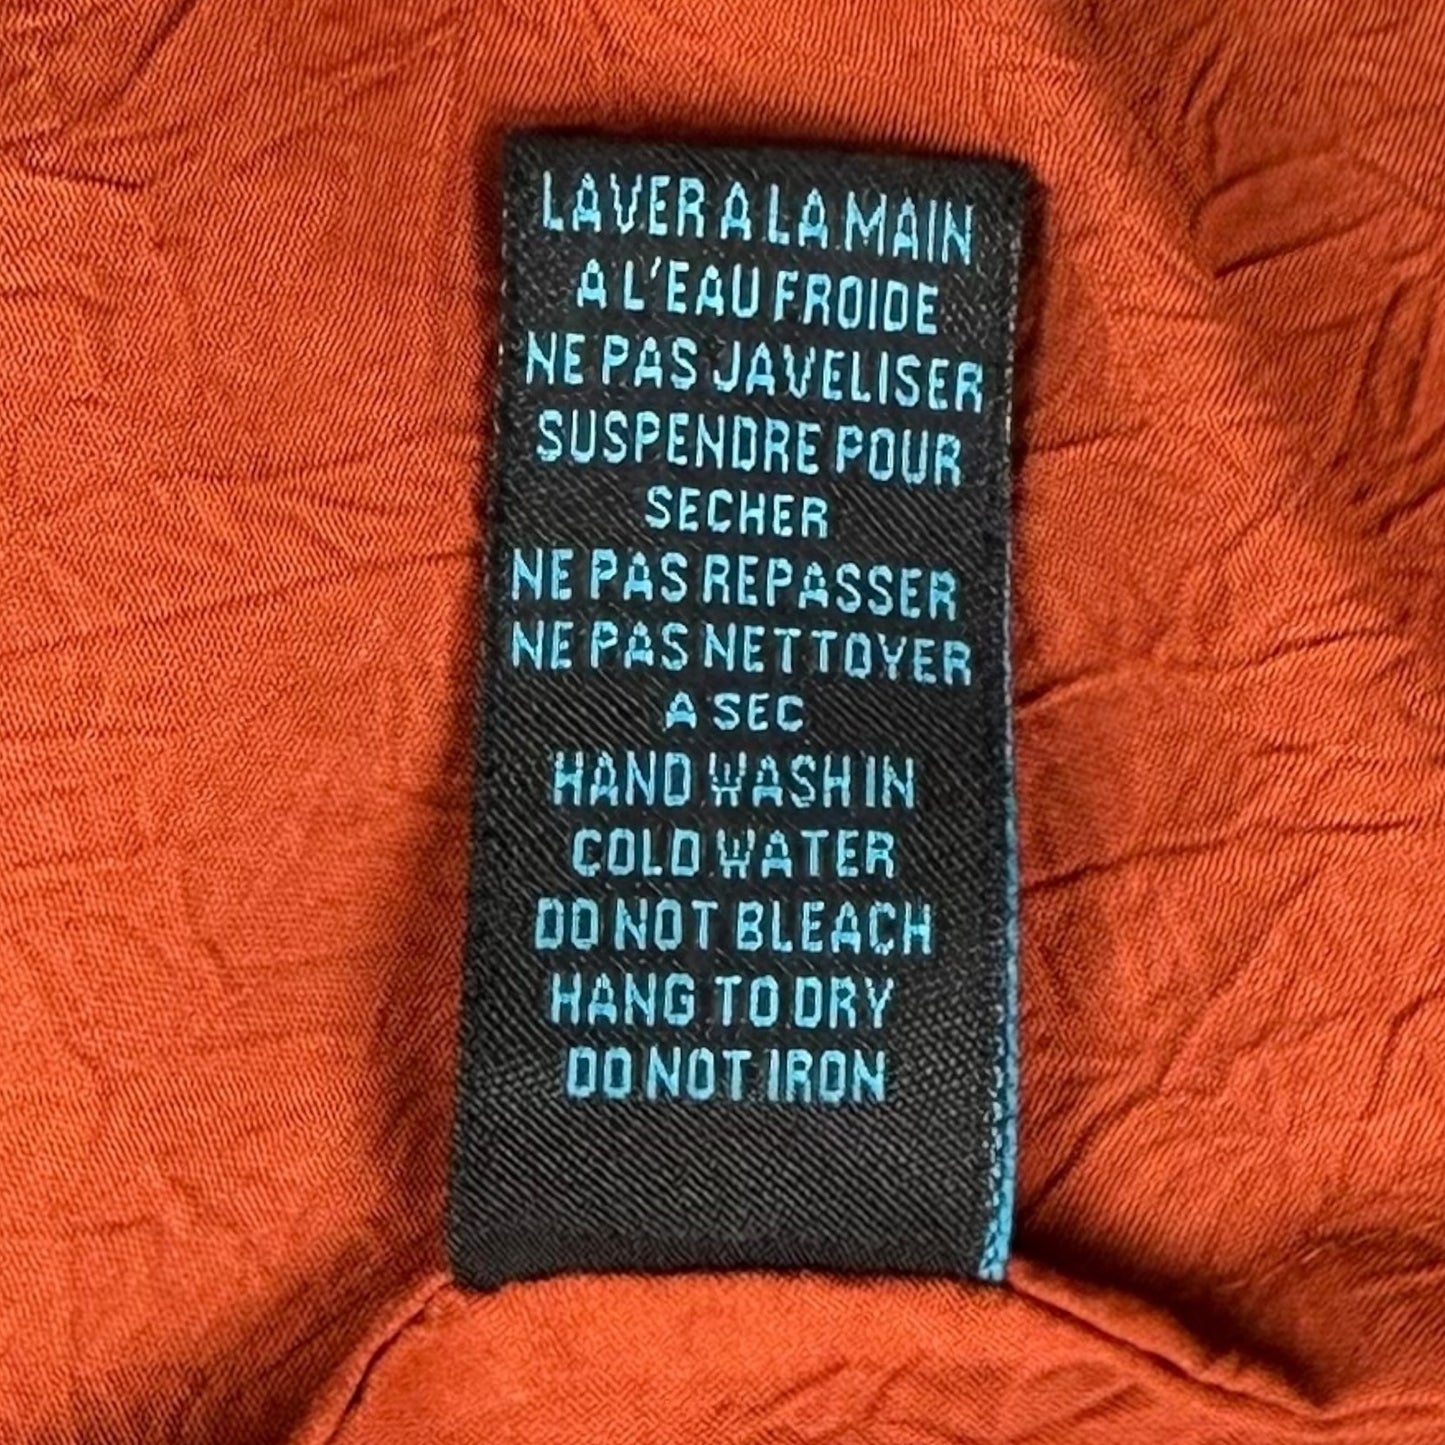 LAVER A LA MAIN
A L'EAU FROIDE
NE PAS JAVELISER
SUSPENDRE POUR
SECHER
NE PAS REPASSER
NE PAS NETTOYER
A SEC
HAND WASH IN
COLD WATER
DO NOT BLEACH
HANG TO DRY
DO NOT IRON